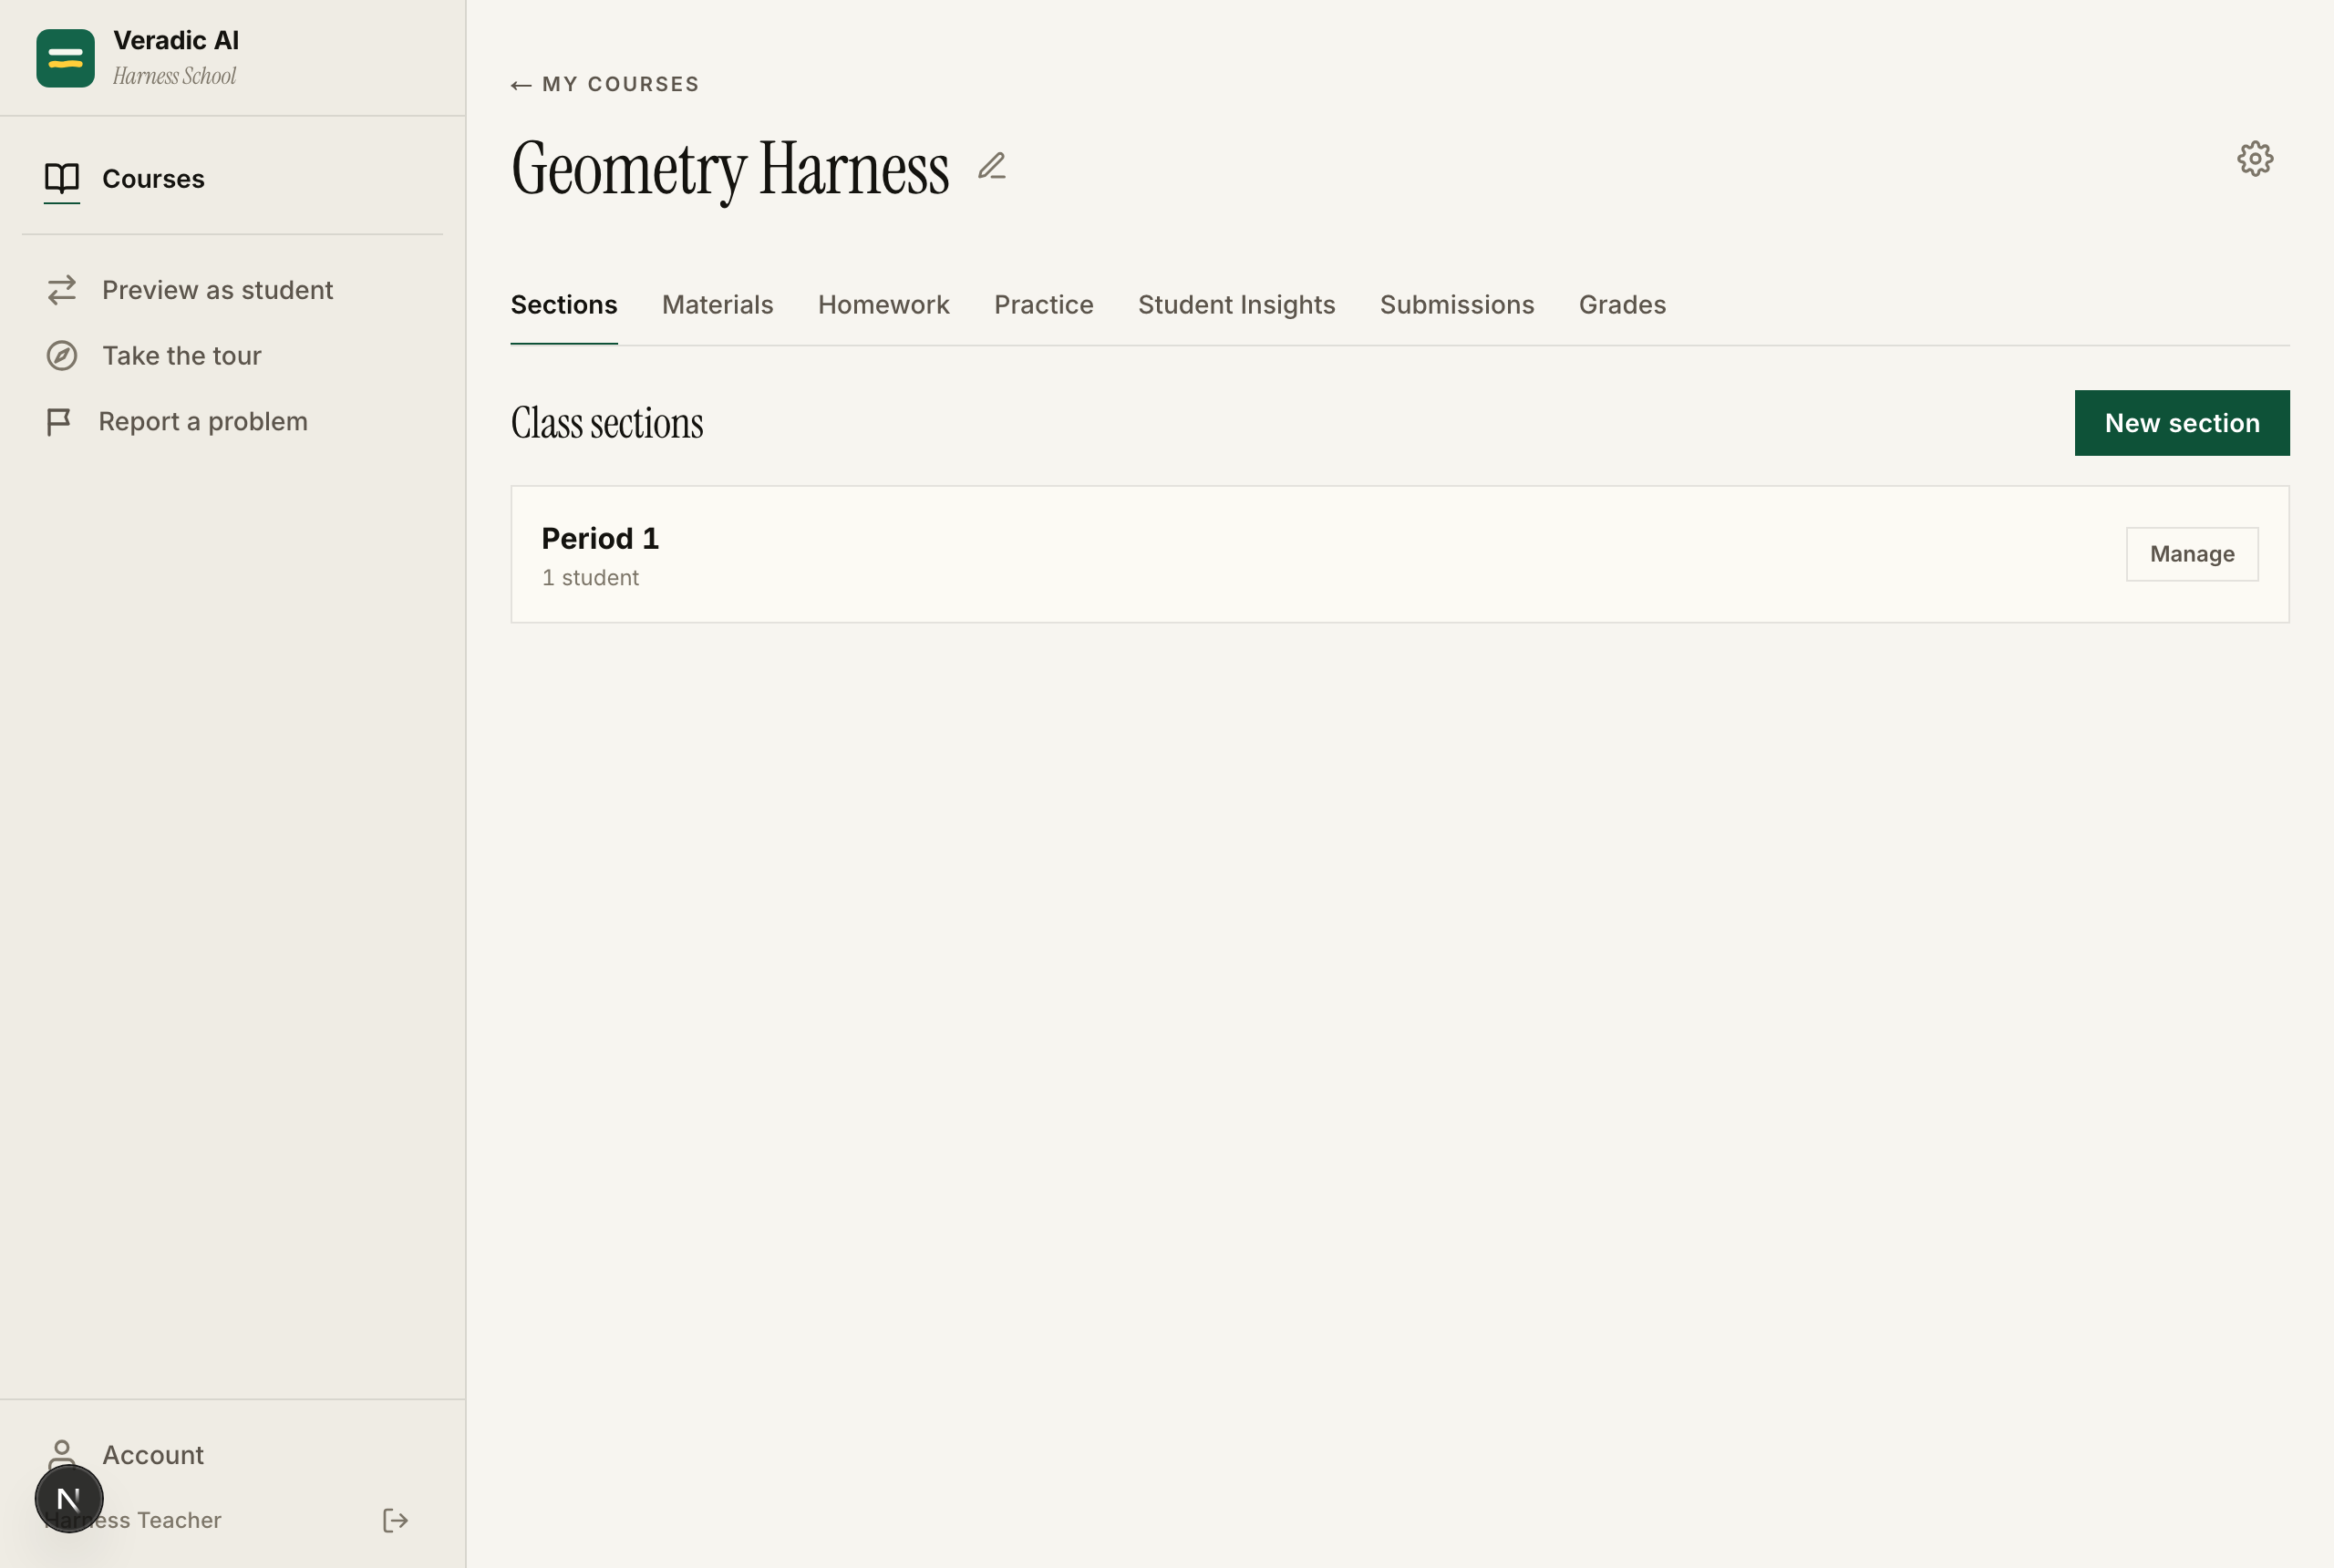 Veradic AI
Harness School
Courses
Preview as student
Take the tour
Report a problem
Account
N
Harness Teacher
← MY COURSES
Geometry Harness
Sections Materials Homework Practice Student Insights Submissions Grades
Class sections
New section
Period 1
1 student
Manage